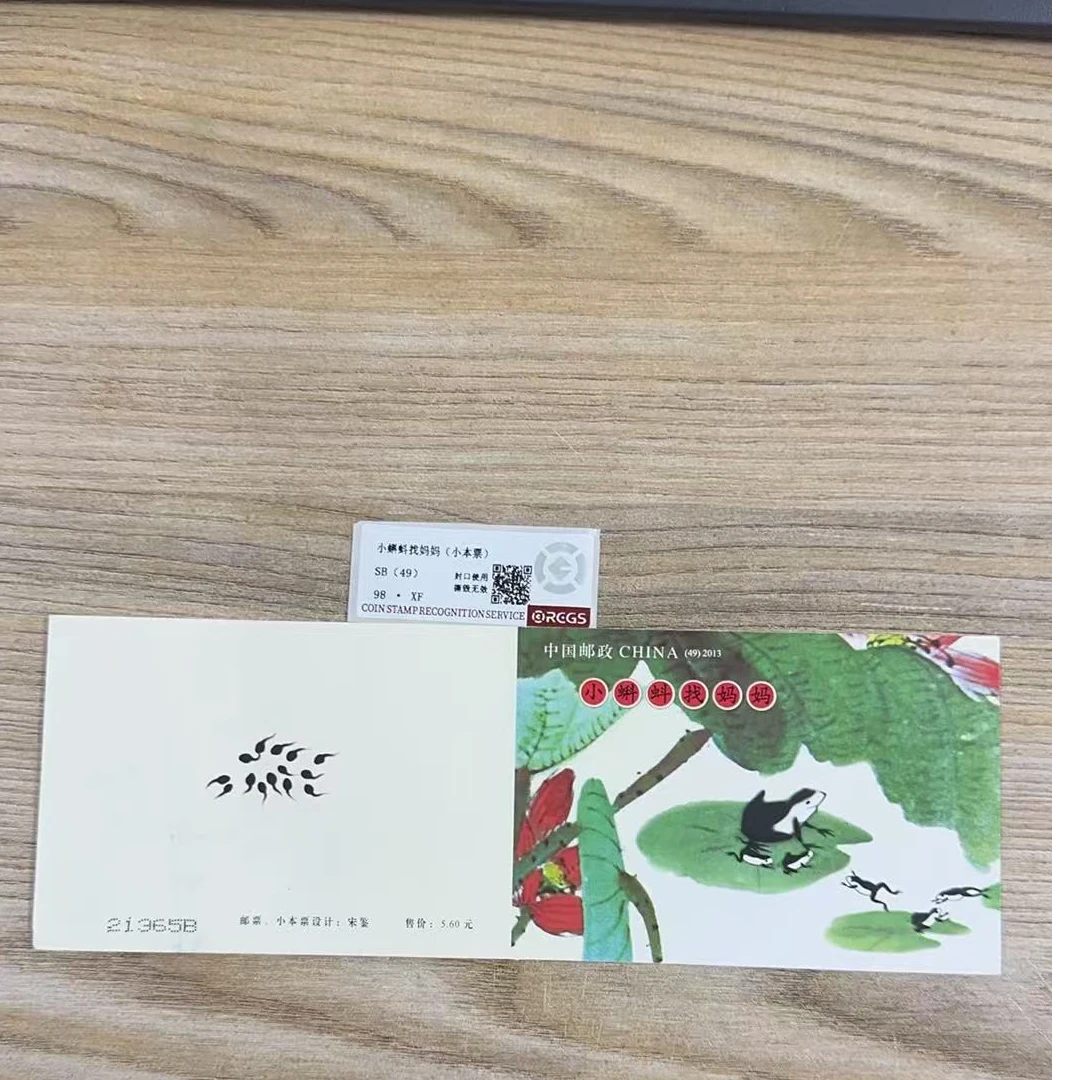 小蝌蚪找妈妈（小本票）
SB（49）
封口使用
撕毁无效
98 · XF
COIN STAMP RECOGNITION SERVICE
RCGS
中国邮政 CHINA (49) 2013
小蝌蚪找妈妈
21365B
邮票、小本票设计：宋鉴
售价：5.60 元